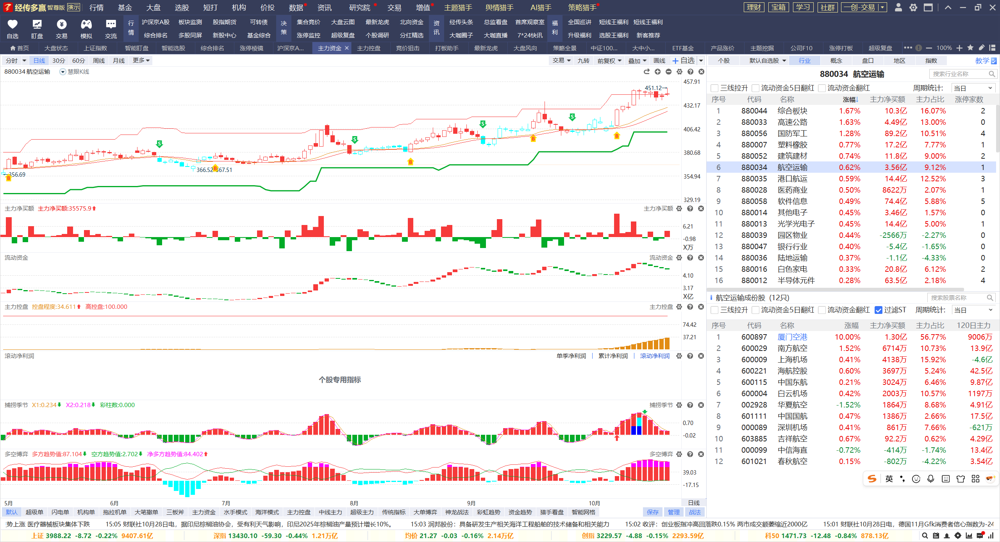 经传多赢 智尊版 演示 行情 基金 大盘 选股 短打 机构 价投 数据 资讯 研究院 交易 增值 主题猎手 舆情猎手 AI猎手 策略猎手 理财 宝箱 学习 社群 一创-交易
自选 盯盘 交易 模拟 交流
行情 沪深京A股 板块监测 股指期货 可转债 决策 集合竞价 大盘云图 最新龙虎 北向资金 资讯 经传头条 总监看盘 首席观察室 福利 全国巡讲 短线王福利 短线王福利
综合排名 多股同屏 新股中心 基金综合 涨停监控 超级复盘 个股调研 分红精选 大咖圈子 大咖直播 7*24快讯 升级福利 选股王福利 新客推荐
首页 大盘状态 上证指数 智能盯盘 智能选股 综合排名 涨停棱镜 沪深京A... 主力资金 主力控盘 竞价狙击 打板助手 最新龙虎 大盘风向 策略全景 中证100... 大中小... ETF基金 产品涨价 主题挖掘 公司F10 涨停打板 超级复盘 100%
分时 日线 30分 60分 周线 月线 更多 交易 九转 前复权 叠加 画线 自选
880034 航空运输 慧眼K线
457.91
451.12
432.17
406.42
380.68
366.52 367.51
356.69
354.94
329.19
S S S S
B B B B B
主力净买额 主力净买额:35575.9 主力净买额
6.21
-0.98
X万
流动资金 流动资金
4.10
3.17
X亿
主力控盘 控盘程度:34.611 高控盘:100.000 主力控盘
74.42
37.21
滚动净利润 单季净利润 累计净利润 滚动净利润
个股专用指标
捕捞季节 X1:0.234 X2:0.218 彩柱数:0.000 捕捞季节
0.70
-0.02
多空博弈 多方趋势值:87.104 空方趋势值:2.702 净多方趋势值:84.402 多空博弈
39.03
-17.15
5月 6月 7月 8月 9月 10月 日线
默认 超级单 闪电单 机构单 拖拉机单 大笔撤单 三板斧 主力资金 水手模式 海洋模式 主力控盘 中线主力 超级主力 传统指标 大单博弈 神龙战法 彩虹趋势 资金趋势 猎手看盘 智能网格 保存 管理 战法
个股 默认自选股 行业 概念 盘口 地区 指数 教学
880034 航空运输 搜索行业名称
三线拉升 流动资金5日翻红 流动资金翻红 周期统计: 当日
序号 代码 名称 涨幅↓ 主力净买额 主力占比 涨停家数
1 880044 综合板块 1.67% 10.3亿 16.07% 2
2 880033 高速公路 1.63% 4.49亿 13.00% 0
3 880056 国防军工 1.28% 89.2亿 10.51% 4
4 880007 塑料橡胶 0.77% 17.2亿 7.77% 1
5 880052 建筑建材 0.74% 11.8亿 9.00% 2
6 880034 航空运输 0.62% 3.56亿 9.12% 1
7 880035 港口航运 0.59% 14.4亿 12.52% 3
8 880028 医药商业 0.50% 8622万 2.07% 1
9 880058 软件信息 0.49% 74.4亿 5.88% 5
10 880014 其他电子 0.45% 3.46亿 1.57% 0
11 880013 光学光电子 0.45% 14.4亿 5.00% 1
12 880039 园区物业 0.44% -2566万 -2.27% 0
13 880047 银行行业 0.40% -5.4亿 -1.65% 0
14 880036 陆地运输 0.37% -1.1亿 -4.33% 0
15 880016 白色家电 0.33% 20.8亿 6.12% 2
16 880012 半导体元件 0.28% 63.5亿 2.18% 4
航空运输成份股 (12只) 搜索股票名称
三线拉升 流动资金5日翻红 流动资金翻红 过滤ST 周期统计: 当日
序号 代码 名称 涨幅 主力净买额 主力占比 120日主力
1 600897 厦门空港 10.00% 1.30亿 56.77% 9006万
2 600029 南方航空 1.52% 6714万 10.73% 13.9亿
3 600009 上海机场 0.41% 4138万 15.92% -4.6亿
4 600221 海航控股 0.60% 3697万 5.24% 42.5亿
5 600115 中国东航 0.21% 3024万 6.46% 9.87亿
6 600004 白云机场 0.42% 2003万 10.57% 1197万
7 002928 华夏航空 -1.52% 1864万 8.68% 4.91亿
8 601111 中国国航 0.47% 1386万 2.66% 17.5亿
9 000089 深圳机场 0.41% 861万 7.66% -621万
10 603885 吉祥航空 0.67% 92.2万 0.62% 4.29亿
11 000099 中信海直 -0.72% -414万 -1.74% 13.4亿
12 601021 春秋航空 0.15% -802万 -4.22% 3.54亿
英
势上涨 医疗器械板块集体下跌 15:05 财联社10月28日电，据印尼棕榈油协会，受有利天气影响，印尼2025年棕榈油产量预计增长10%。 15:03 润邦股份：具备研发生产相关海洋工程船舶的技术储备和相关能力 15:02 收评：创业板指冲高回落跌0.15% 两市成交额萎缩近2000亿 15:01 财联社10月28日电，德国11月Gfk消费者信心指数为-24
上证 3988.22 -8.72 -0.22% 9407.61亿 深指 13430.10 -59.30 -0.44% 1.21万亿 均价 21.27 -0.03 -0.16% 2.14万亿 创指 3229.57 -4.88 -0.15% 2293.59亿 科50 1471.73 -12.48 -0.84% 878.13亿